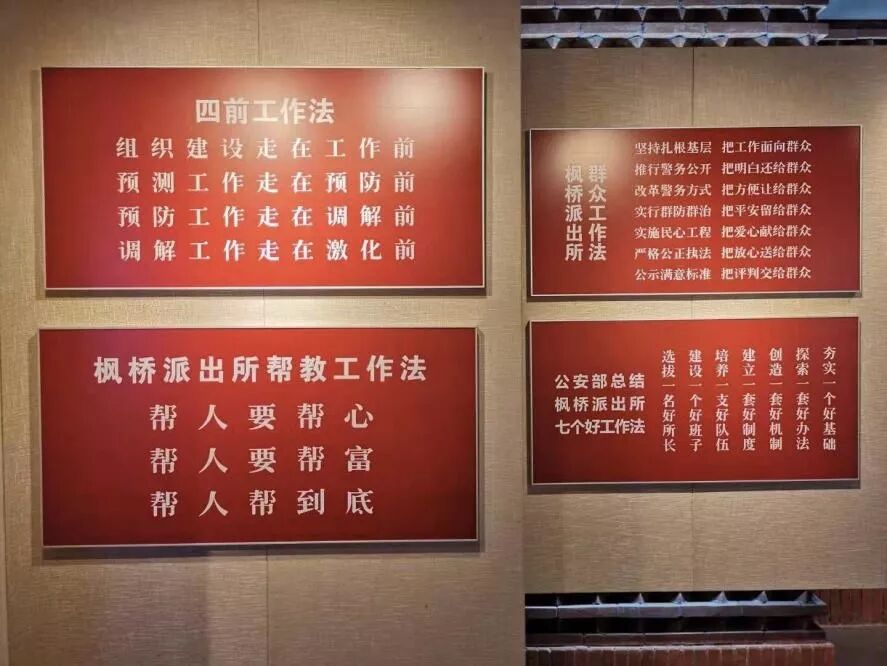 四前工作法
组织建设走在工作前
预测工作走在预防前
预防工作走在调解前
调解工作走在激化前
枫桥派出所帮教工作法
帮人要帮心
帮人要帮富
帮人帮到底
枫桥派出所
群众工作法
坚持扎根基层 把工作面向群众
推行警务公开 把明白还给群众
改革警务方式 把方便让给群众
实行群防群治 把平安留给群众
实施民心工程 把爱心献给群众
严格公正执法 把放心送给群众
公示满意标准 把评判交给群众
公安部总结
枫桥派出所
七个好工作法
选拔一名好所长
建设一个好班子
培养一支好队伍
建立一套好制度
创造一套好机制
探索一套好办法
夯实一个好基础